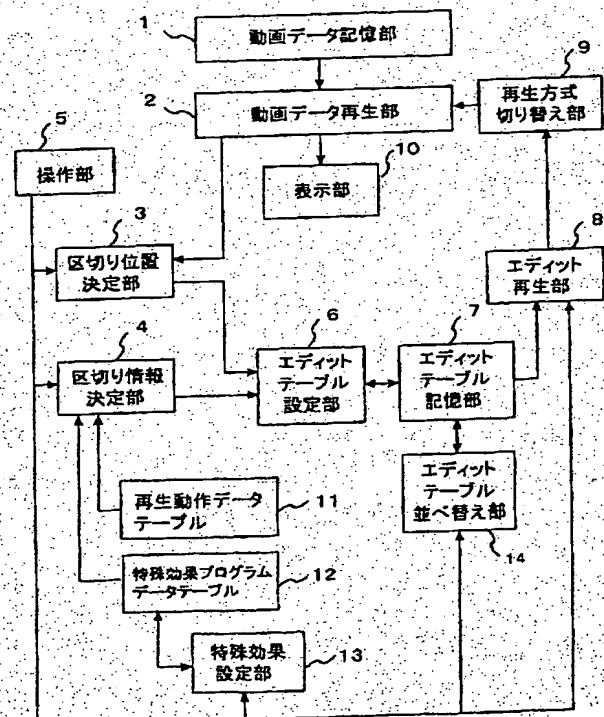 1
動画データ記憶部
2
動画データ再生部
9
再生方式
切り替え部
5
操作部
10
表示部
3
区切り位置
決定部
8
エディット
再生部
4
区切り情報
決定部
6
エディット
テーブル
設定部
7
エディット
テーブル
記憶部
再生動作データ
テーブル
11
エディット
テーブル
並べ替え部
14
特殊効果プログラム
データテーブル
12
特殊効果
設定部
13